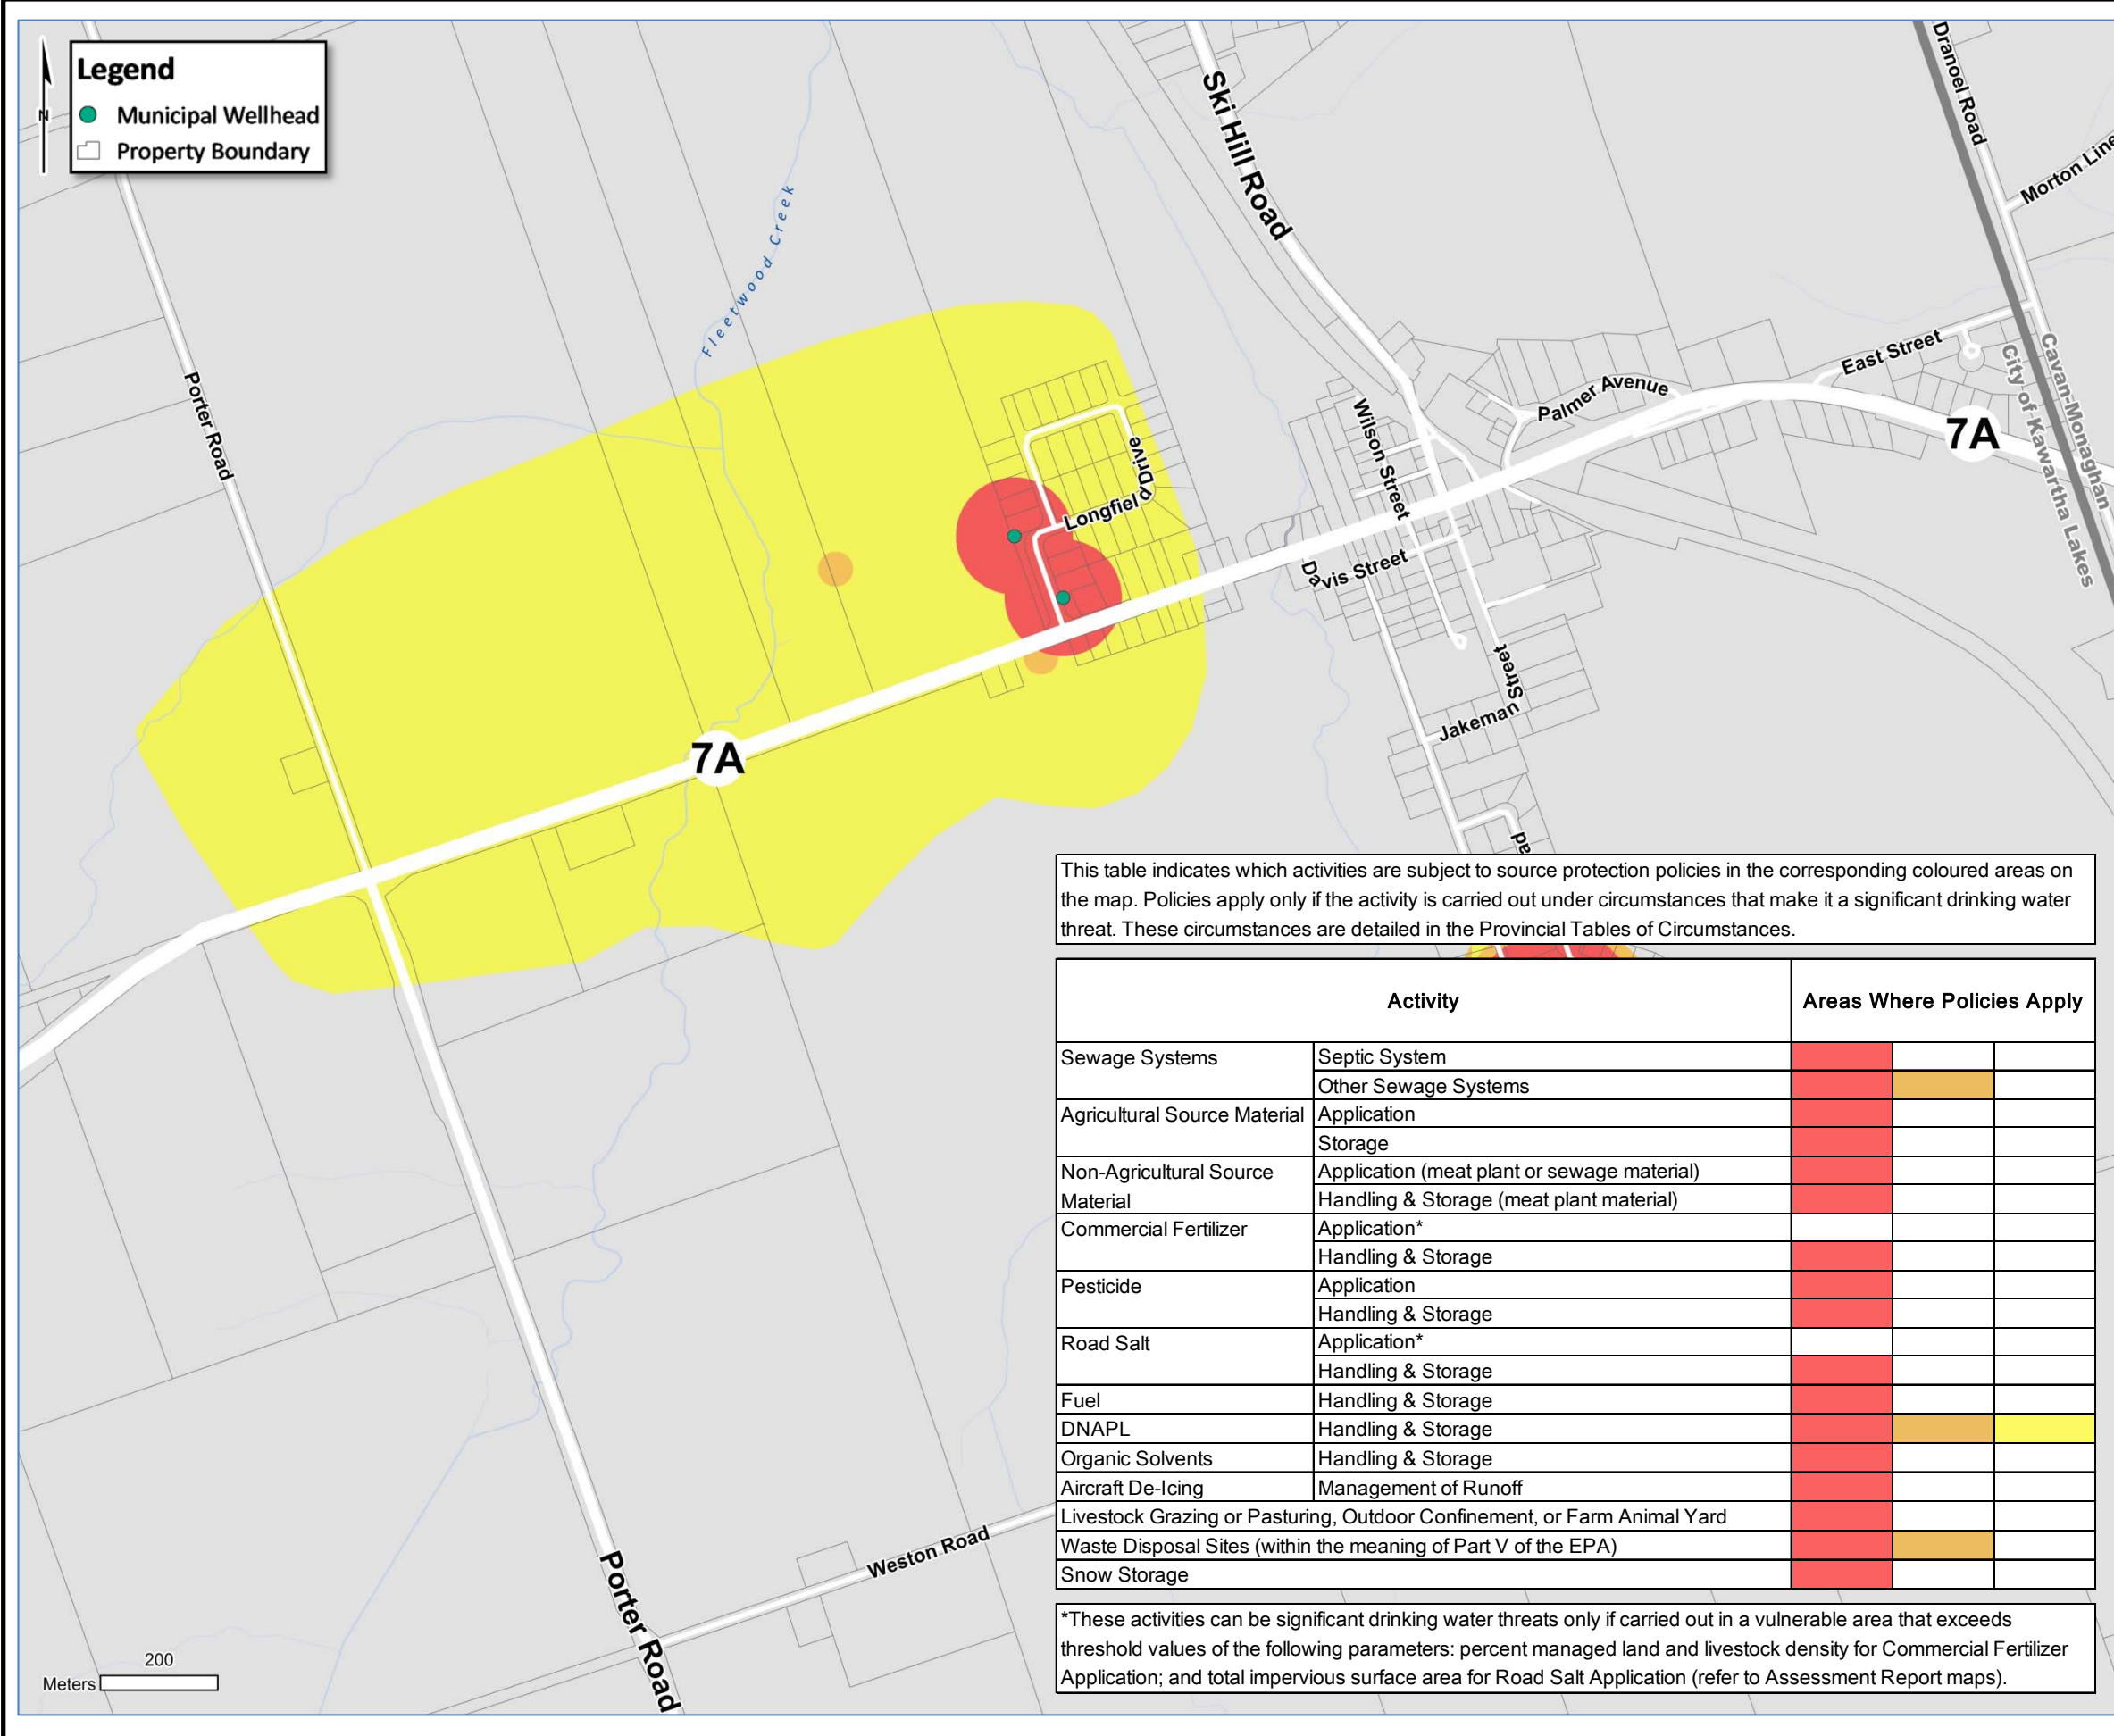 Legend
N
Municipal Wellhead
Property Boundary
Ski Hill Road
Dranoel Road
Morton Line
Fleetwood Creek
Porter Road
East Street
Palmer Avenue
Cavan-Monaghan
City of Kawartha Lakes
7A
Wilson Street
Longfield Drive
Davis Street
Street
Jakeman
7A
This table indicates which activities are subject to source protection policies in the corresponding coloured areas on
the map. Policies apply only if the activity is carried out under circumstances that make it a significant drinking water
threat. These circumstances are detailed in the Provincial Tables of Circumstances.
Activity Areas Where Policies Apply
Sewage Systems Septic System
Other Sewage Systems
Agricultural Source Material Application
Storage
Non-Agricultural Source Application (meat plant or sewage material)
Material Handling & Storage (meat plant material)
Commercial Fertilizer Application*
Handling & Storage
Pesticide Application
Handling & Storage
Road Salt Application*
Handling & Storage
Fuel Handling & Storage
DNAPL Handling & Storage
Organic Solvents Handling & Storage
Aircraft De-Icing Management of Runoff
Livestock Grazing or Pasturing, Outdoor Confinement, or Farm Animal Yard
Waste Disposal Sites (within the meaning of Part V of the EPA)
Snow Storage
*These activities can be significant drinking water threats only if carried out in a vulnerable area that exceeds
threshold values of the following parameters: percent managed land and livestock density for Commercial Fertilizer
Application; and total impervious surface area for Road Salt Application (refer to Assessment Report maps).
Weston Road
Porter Road
200
Meters